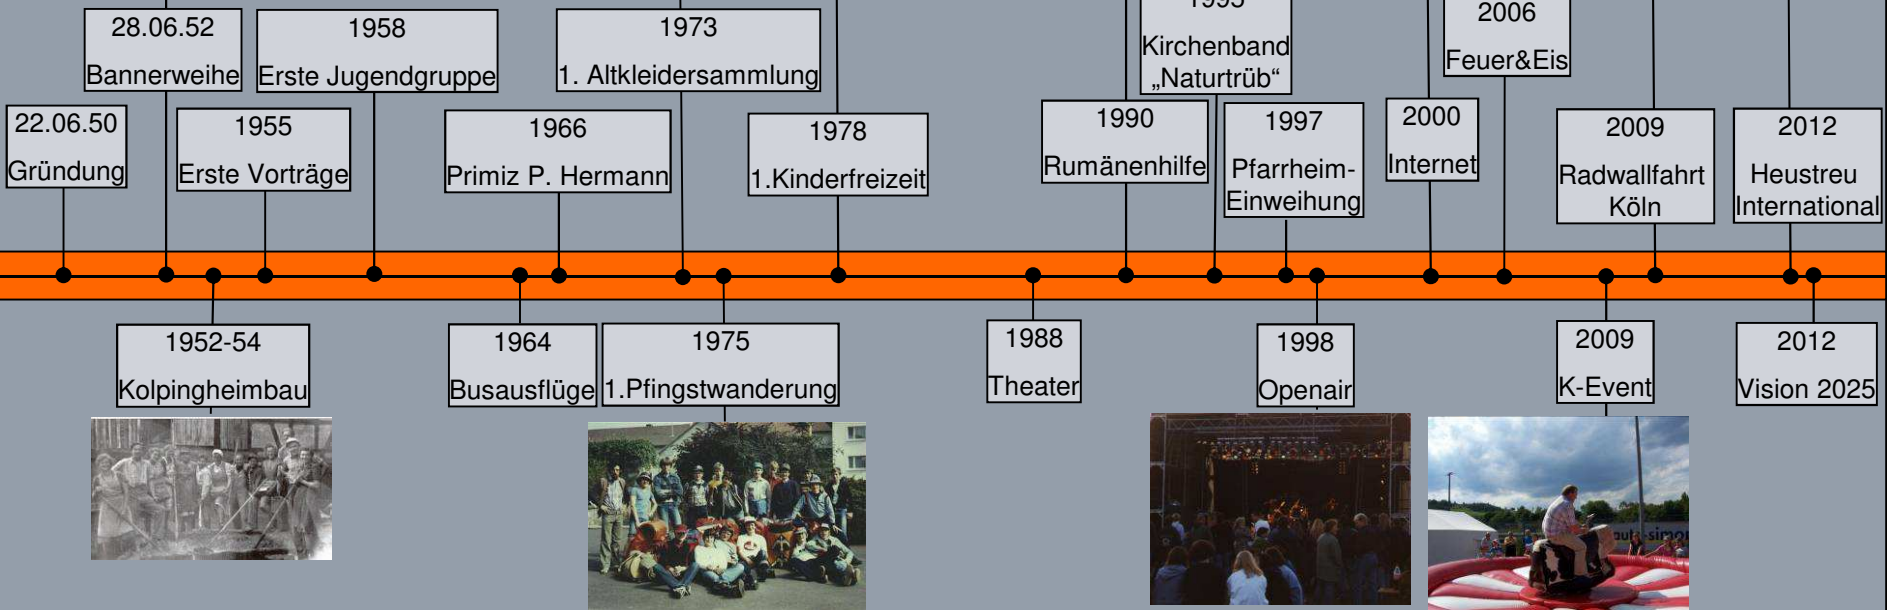 28.06.52
Bannerweihe
1958
Erste Jugendgruppe
1973
1. Altkleidersammlung
1995
Kirchenband
„Naturtrüb“
2006
Feuer&Eis
22.06.50
Gründung
1955
Erste Vorträge
1966
Primiz P. Hermann
1978
1.Kinderfreizeit
1990
Rumänenhilfe
1997
Pfarrheim-
Einweihung
2000
Internet
2009
Radwallfahrt
Köln
2012
Heustreu
International
1952-54
Kolpingheimbau
1964
Busausflüge
1975
1.Pfingstwanderung
1988
Theater
1998
Openair
2009
K-Event
2012
Vision 2025
auto-simon